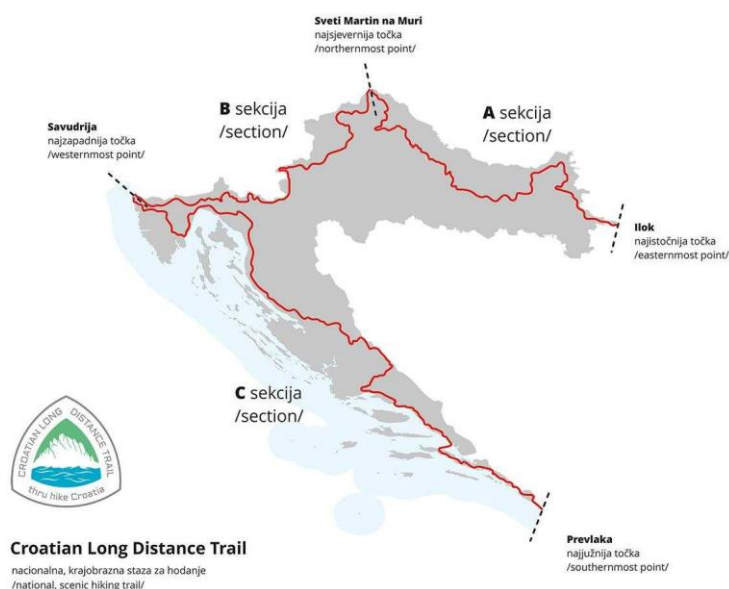 Sveti Martin na Muri
najsjevernija točka
/northernmost point/
B sekcija
/section/
A sekcija
/section/
Savudrija
najzapadnija točka
/westernmost point/
Ilok
najistočnija točka
/easternmost point/
C sekcija
/section/
CROATIAN LONG DISTANCE TRAIL
thru hike Croatia
Croatian Long Distance Trail
nacionalna, krajobrazna staza za hodanje
/national, scenic hiking trail/
Prevlaka
najjužnija točka
/southernmost point/